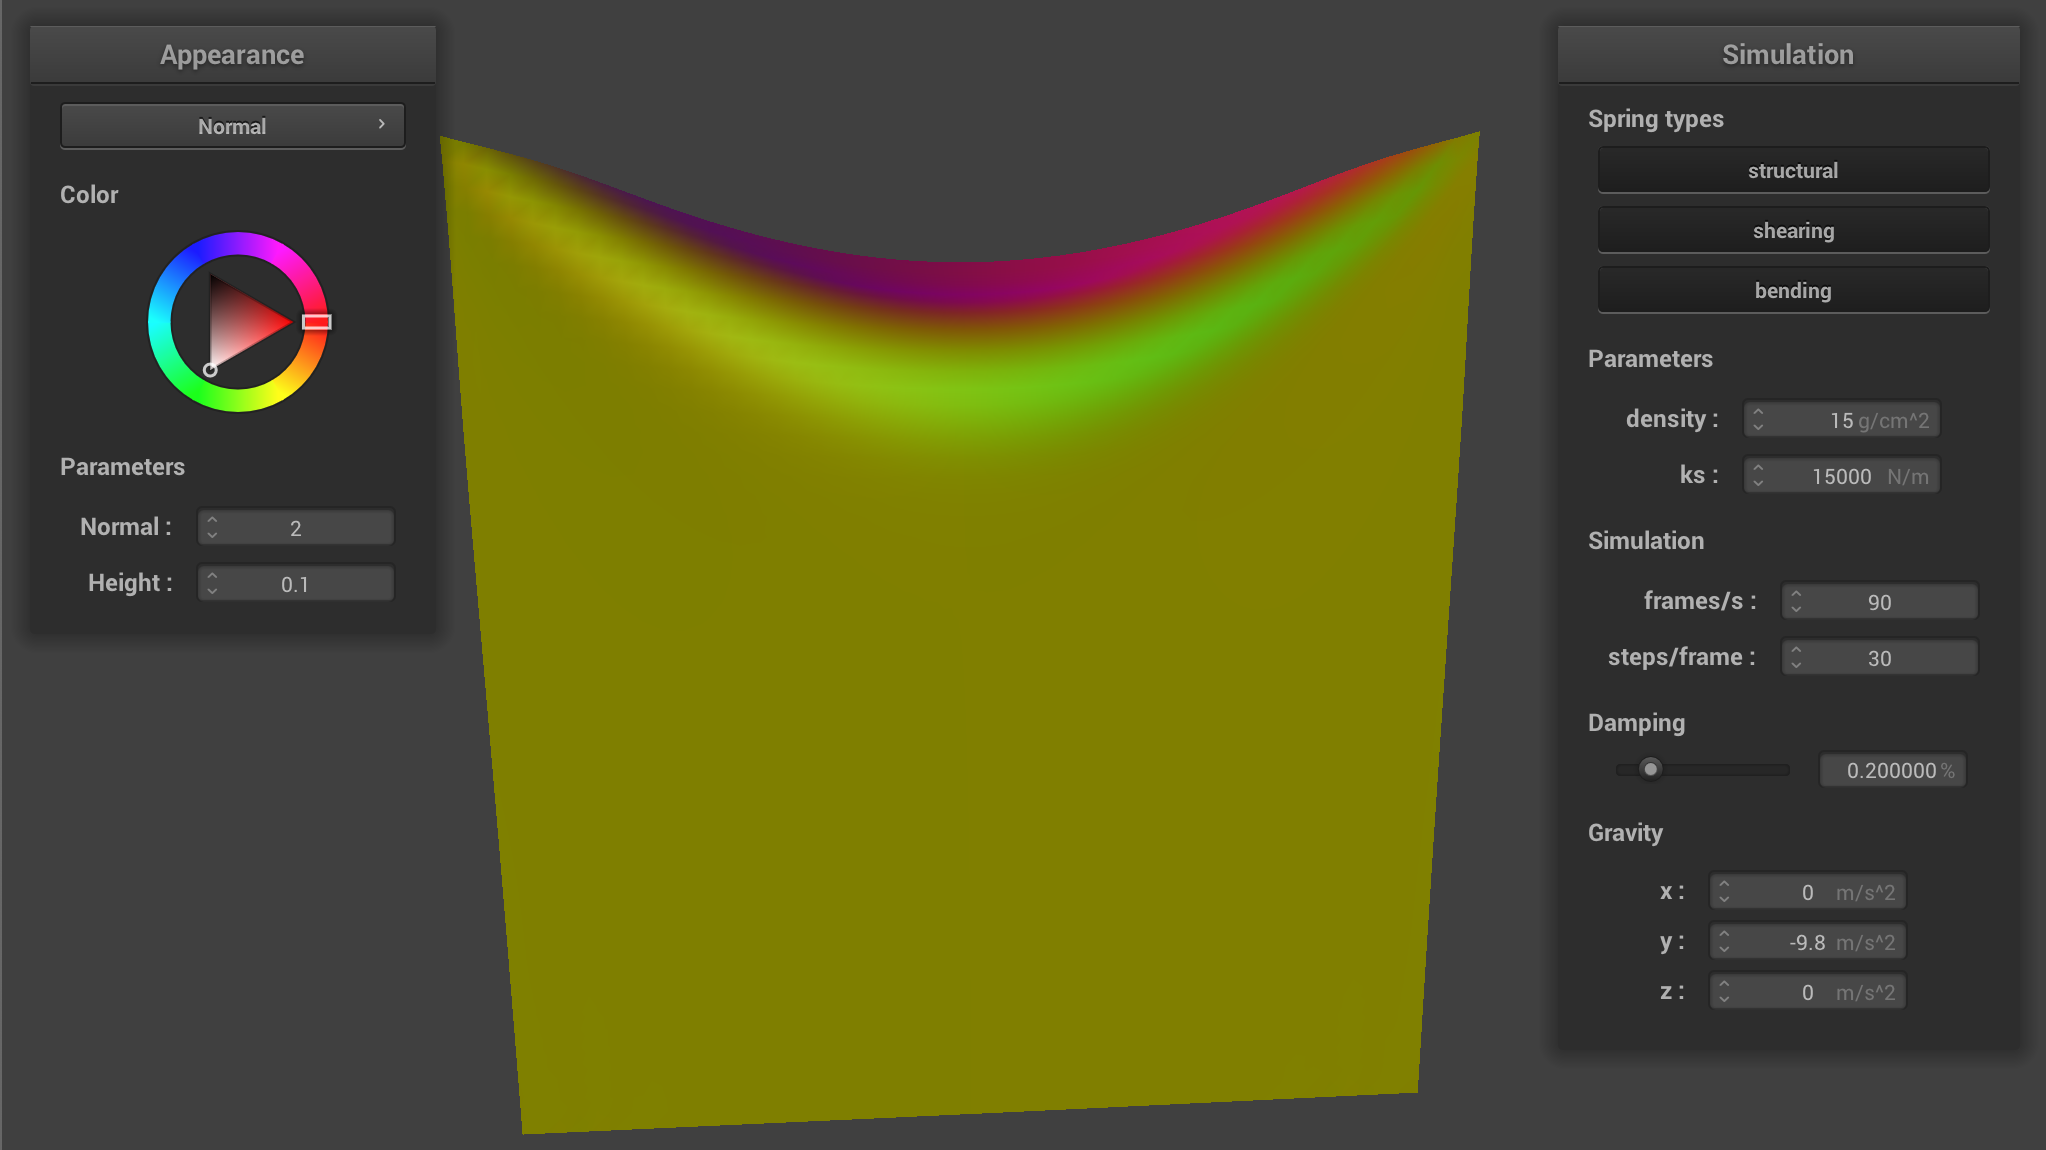 Appearance
Normal
Color
Parameters
Normal : 2
Height : 0.1
Simulation
Spring types
structural
shearing
bending
Parameters
density : 15 g/cm^2
ks : 15000 N/m
Simulation
frames/s : 90
steps/frame : 30
Damping
0.200000 %
Gravity
x : 0 m/s^2
y : -9.8 m/s^2
z : 0 m/s^2